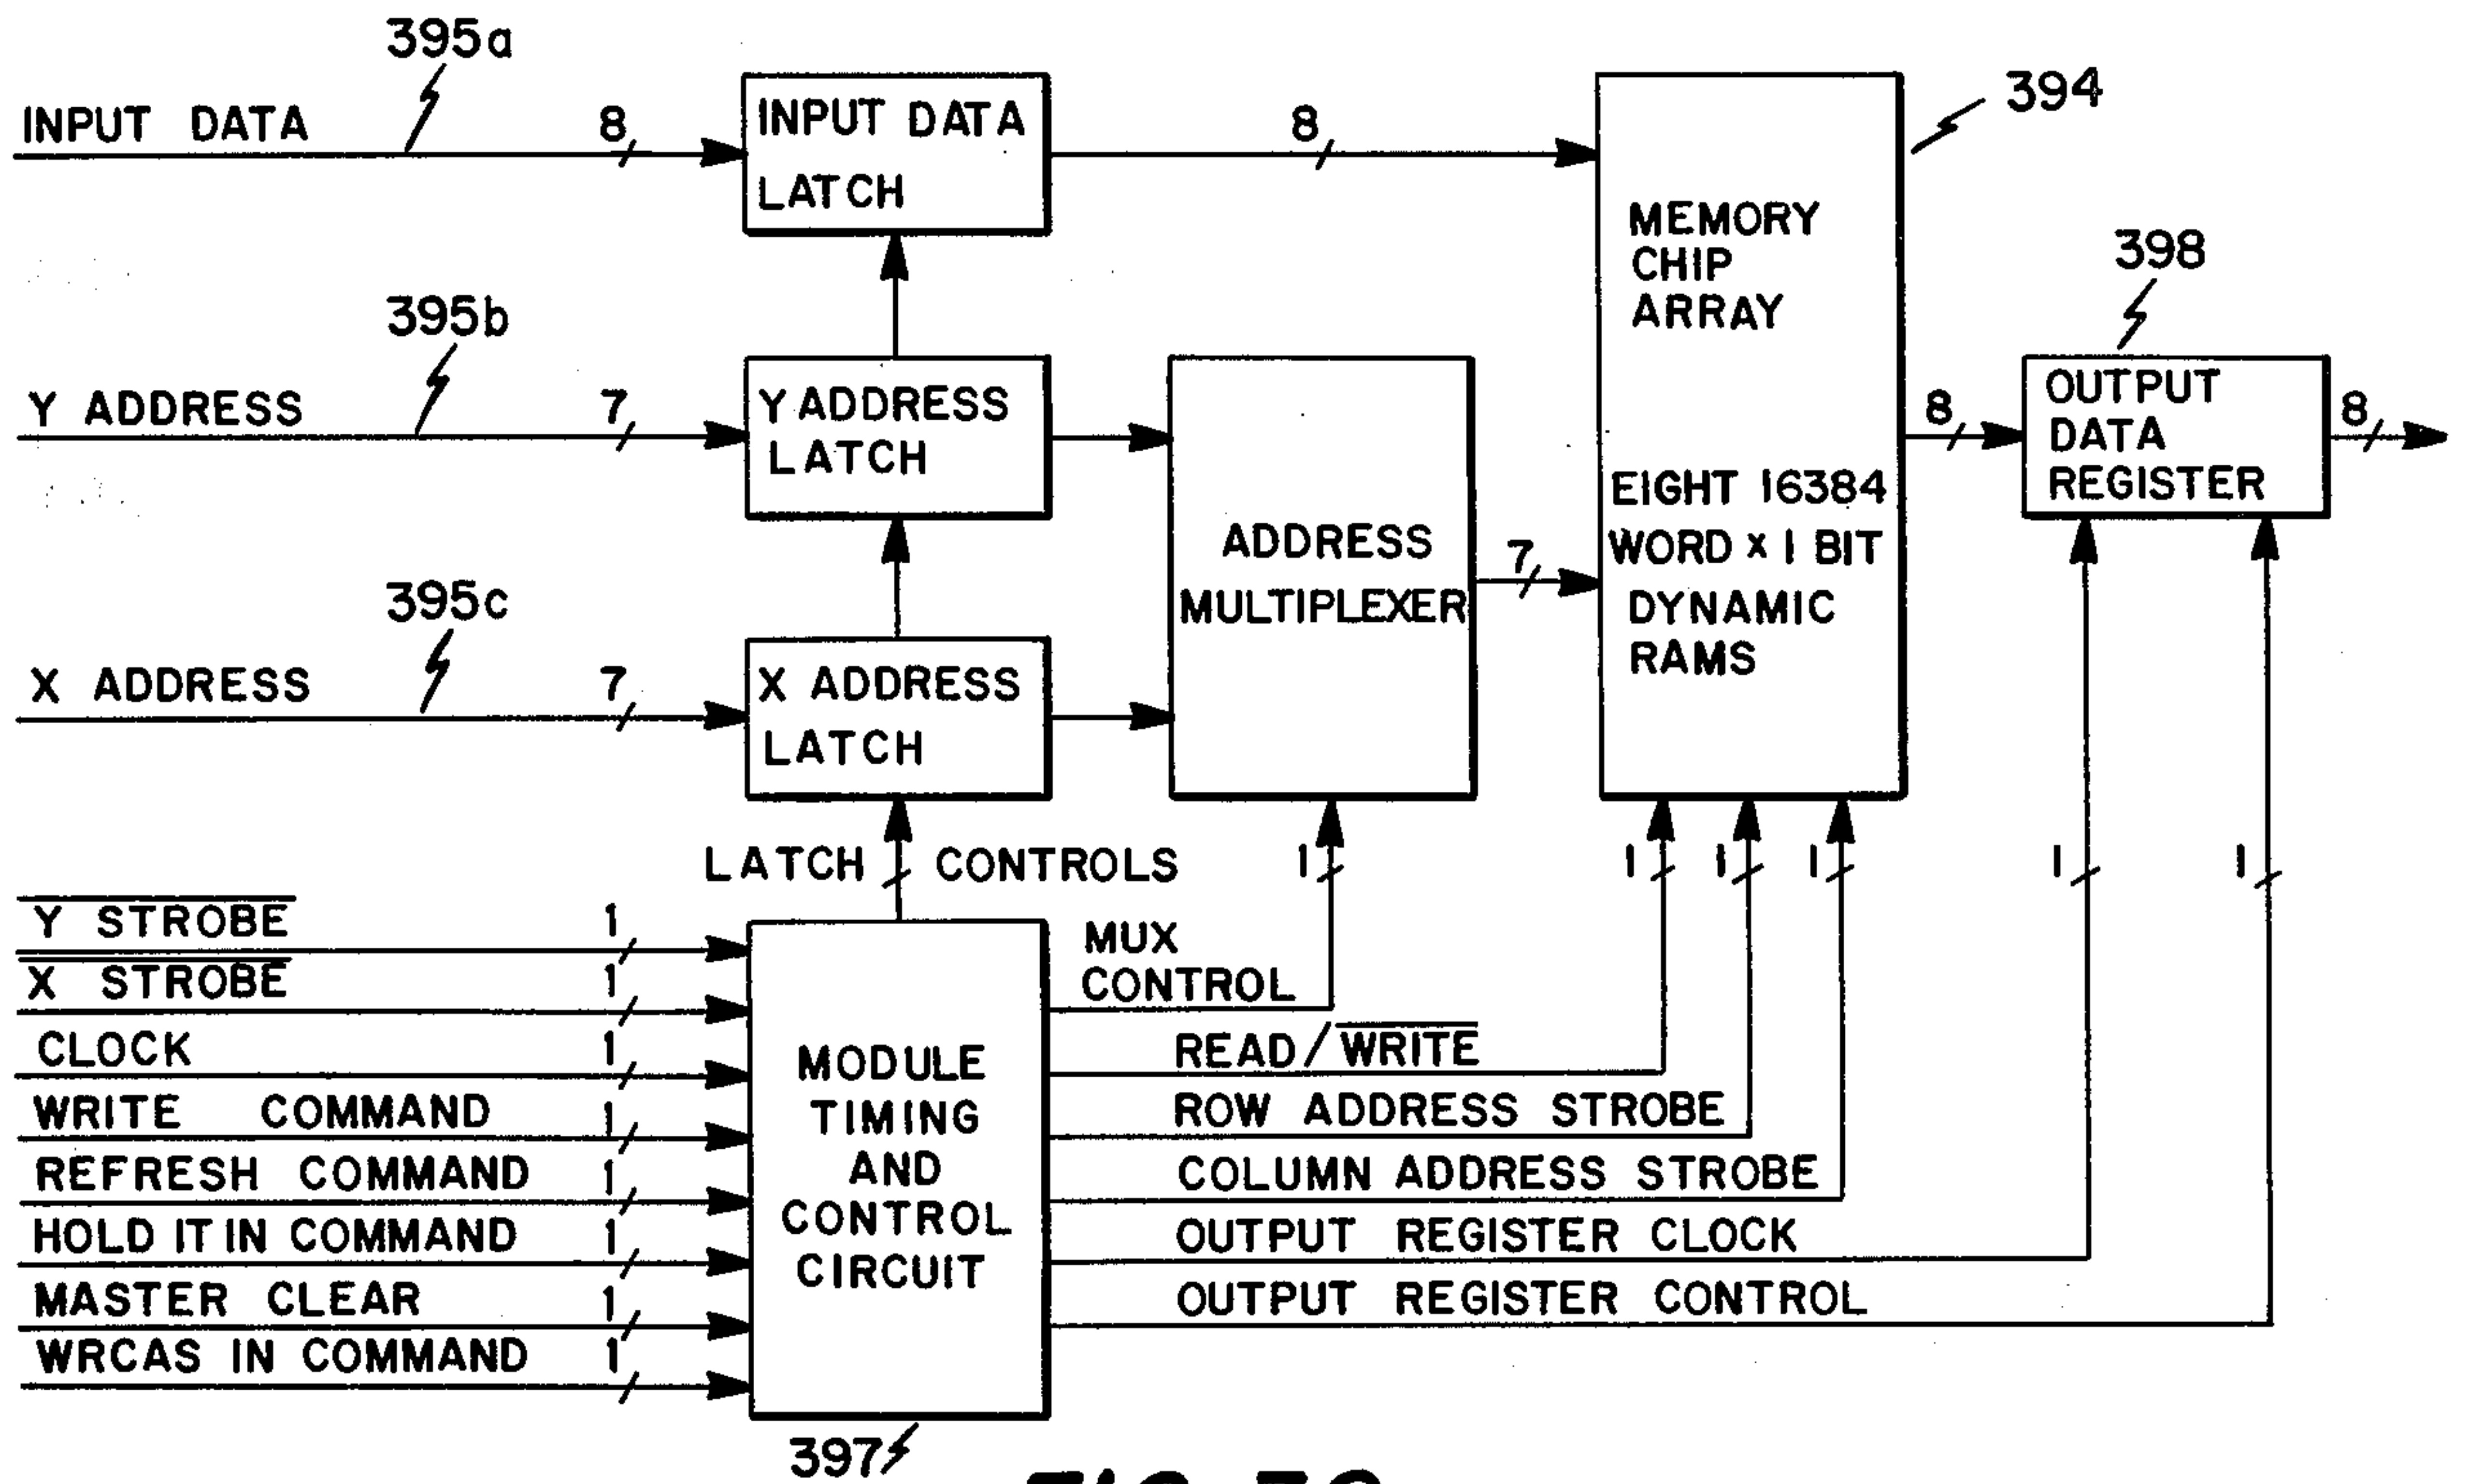 395a
INPUT DATA
8
INPUT DATA
LATCH
8
394
MEMORY
CHIP
ARRAY
EIGHT 16384
WORD x 1 BIT
DYNAMIC
RAMS
395b
Y ADDRESS
7
Y ADDRESS
LATCH
ADDRESS
MULTIPLEXER
7
398
8
OUTPUT
DATA
REGISTER
8
395c
X ADDRESS
7
X ADDRESS
LATCH
LATCH CONTROLS
1
1
1
1
1
1
Y STROBE
1
X STROBE
1
CLOCK
1
WRITE COMMAND
1
REFRESH COMMAND
1
HOLD IT IN COMMAND
1
MASTER CLEAR
1
WRCAS IN COMMAND
1
MODULE
TIMING
AND
CONTROL
CIRCUIT
MUX
CONTROL
READ/WRITE
ROW ADDRESS STROBE
COLUMN ADDRESS STROBE
OUTPUT REGISTER CLOCK
OUTPUT REGISTER CONTROL
397